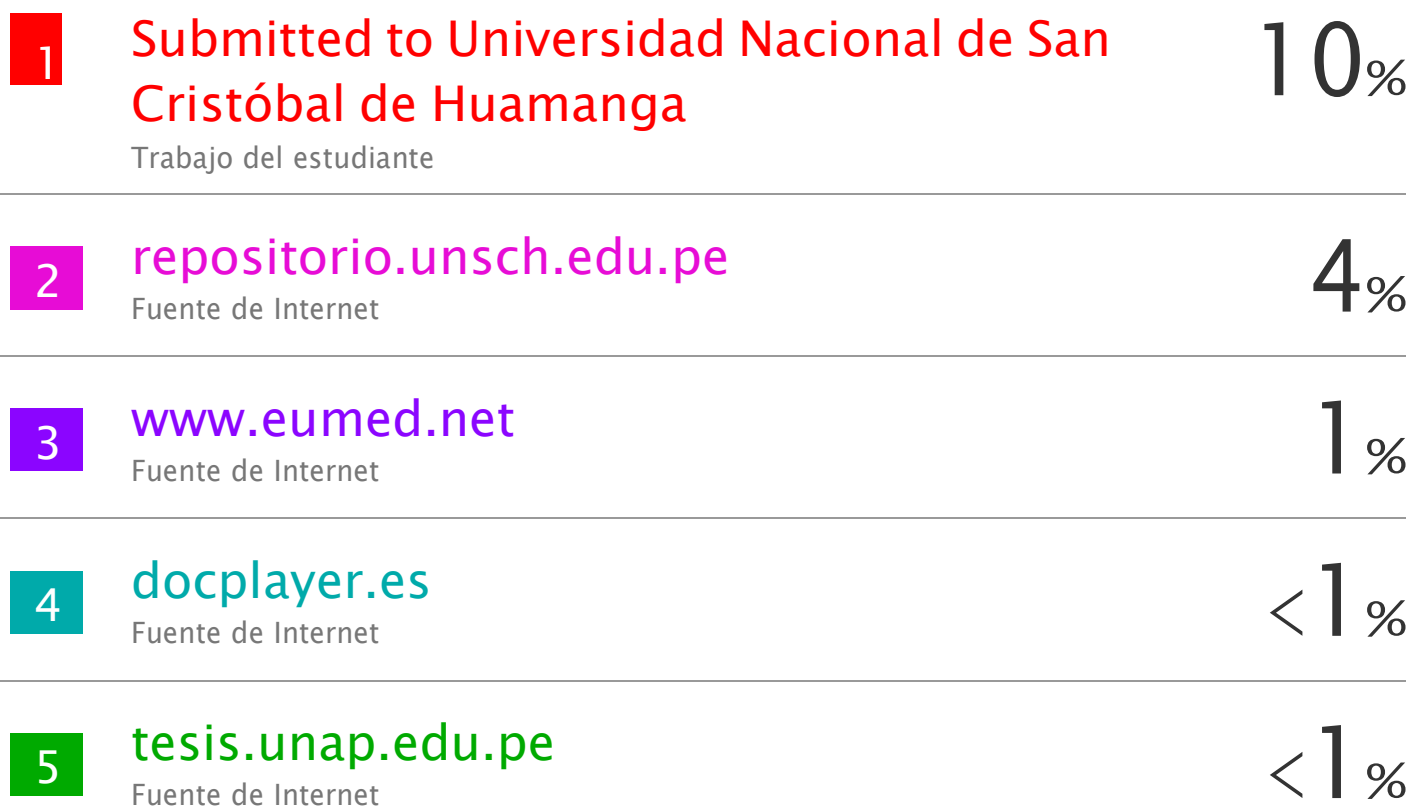 1
Submitted to Universidad Nacional de San
Cristóbal de Huamanga
Trabajo del estudiante
10%
2
repositorio.unsch.edu.pe
Fuente de Internet
4%
3
www.eumed.net
Fuente de Internet
1%
4
docplayer.es
Fuente de Internet
<1%
5
tesis.unap.edu.pe
Fuente de Internet
<1%